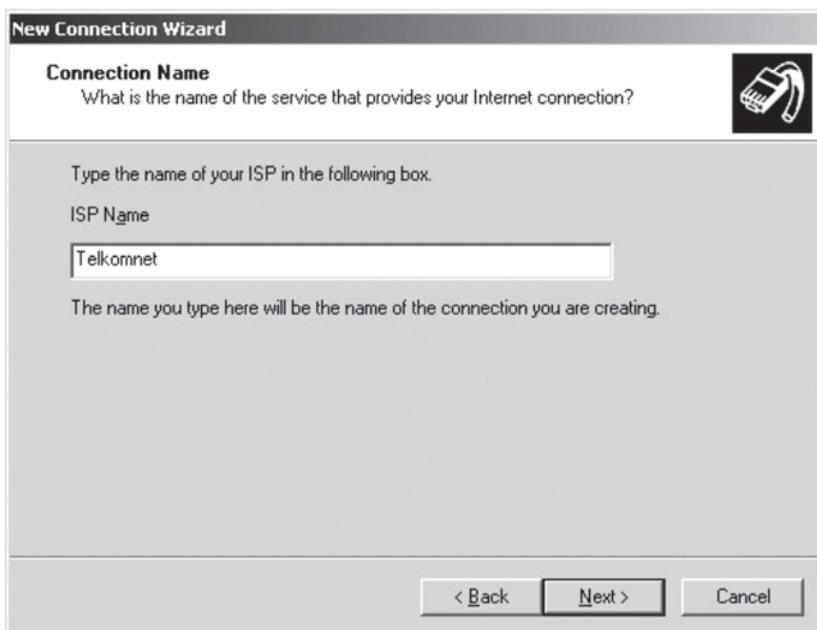 New Connection Wizard
Connection Name
What is the name of the service that provides your Internet connection?
Type the name of your ISP in the following box.
ISP Name
Telkomnet
The name you type here will be the name of the connection you are creating.
< Back
Next >
Cancel